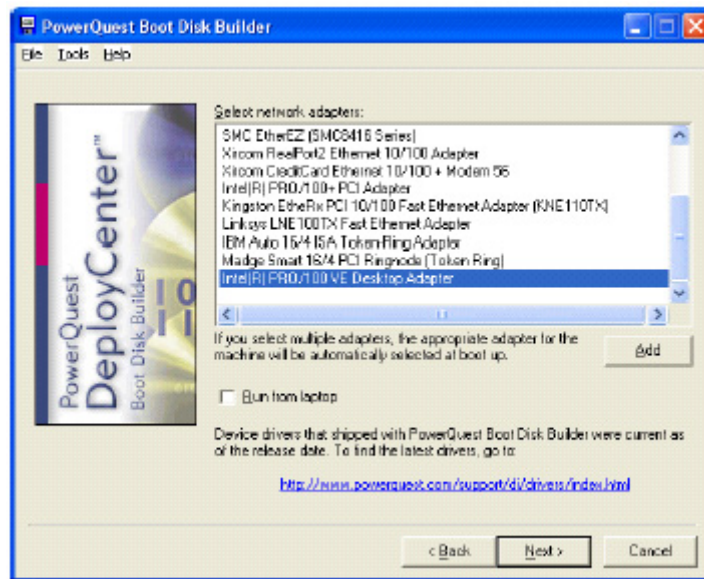 PowerQuest Boot Disk Builder
File Tools Help
PowerQuest
DeployCenter™
Boot Disk Builder
Select network adapters:
SMC EtherEZ (SMC8416 Series)
Xircom RealPort2 Ethernet 10/100 Adapter
Xircom CreditCard Ethernet 10/100 + Modem 56
Intel(R) PRO/100+ PCI Adapter
Kingston EtheRx PCI 10/100 Fast Ethernet Adapter (KNE110TX)
Linksys LNE100TX Fast Ethernet Adapter
IBM Auto 16/4 ISA Token-Ring Adapter
Madge Smart 16/4 PCI Ringnode (Token Ring)
Intel(R) PRO/100 VE Desktop Adapter
If you select multiple adapters, the appropriate adapter for the
machine will be automatically selected at boot up.
Add
Run from laptop
Device drivers that shipped with PowerQuest Boot Disk Builder were current as
of the release date. To find the latest drivers, go to:
http://www.powerquest.com/support/di/drivers/index.html
< Back
Next >
Cancel